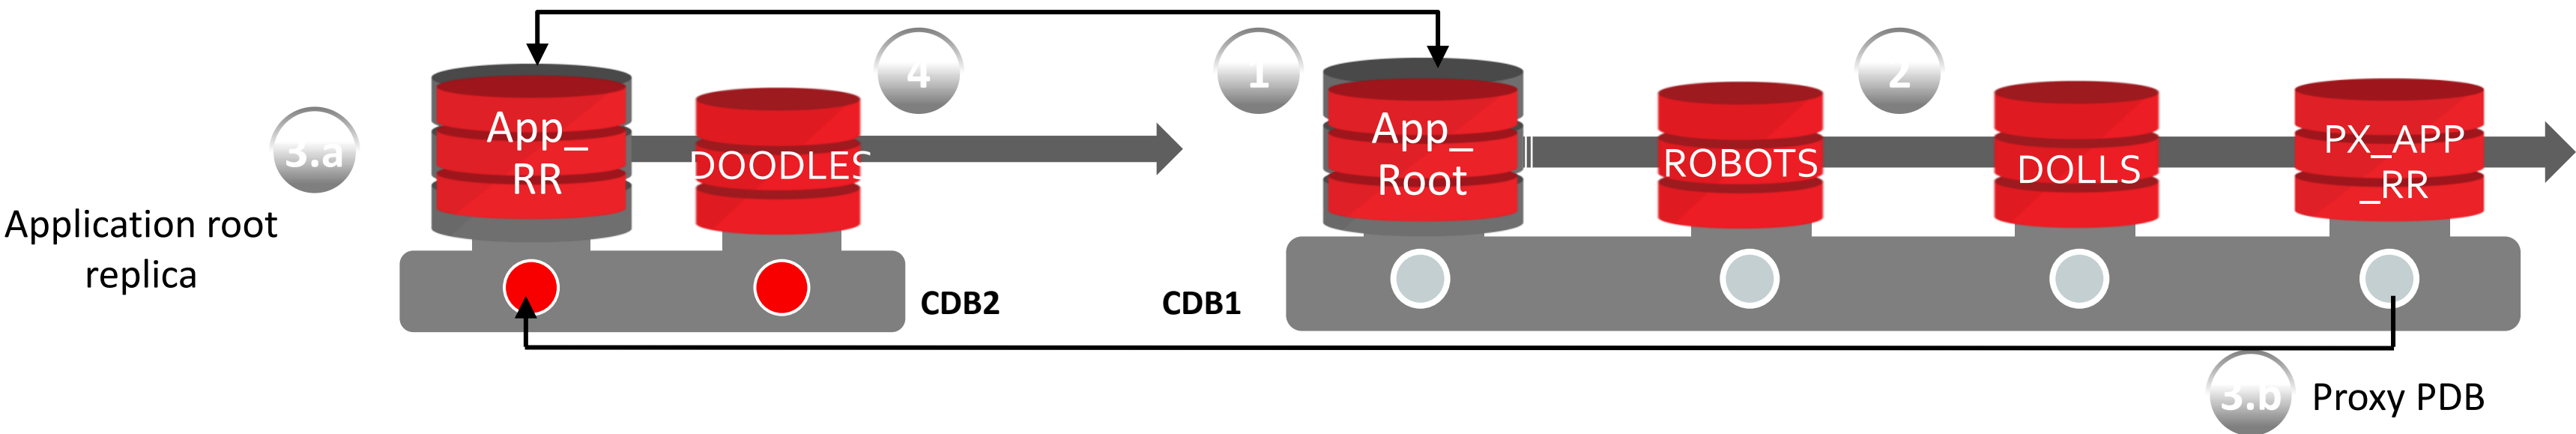 4
1
2
3.a
App_
RR
DOODLES
App_
Root
ROBOTS
DOLLS
PX_APP
_RR
Application root
replica
CDB2
CDB1
3.b
Proxy PDB